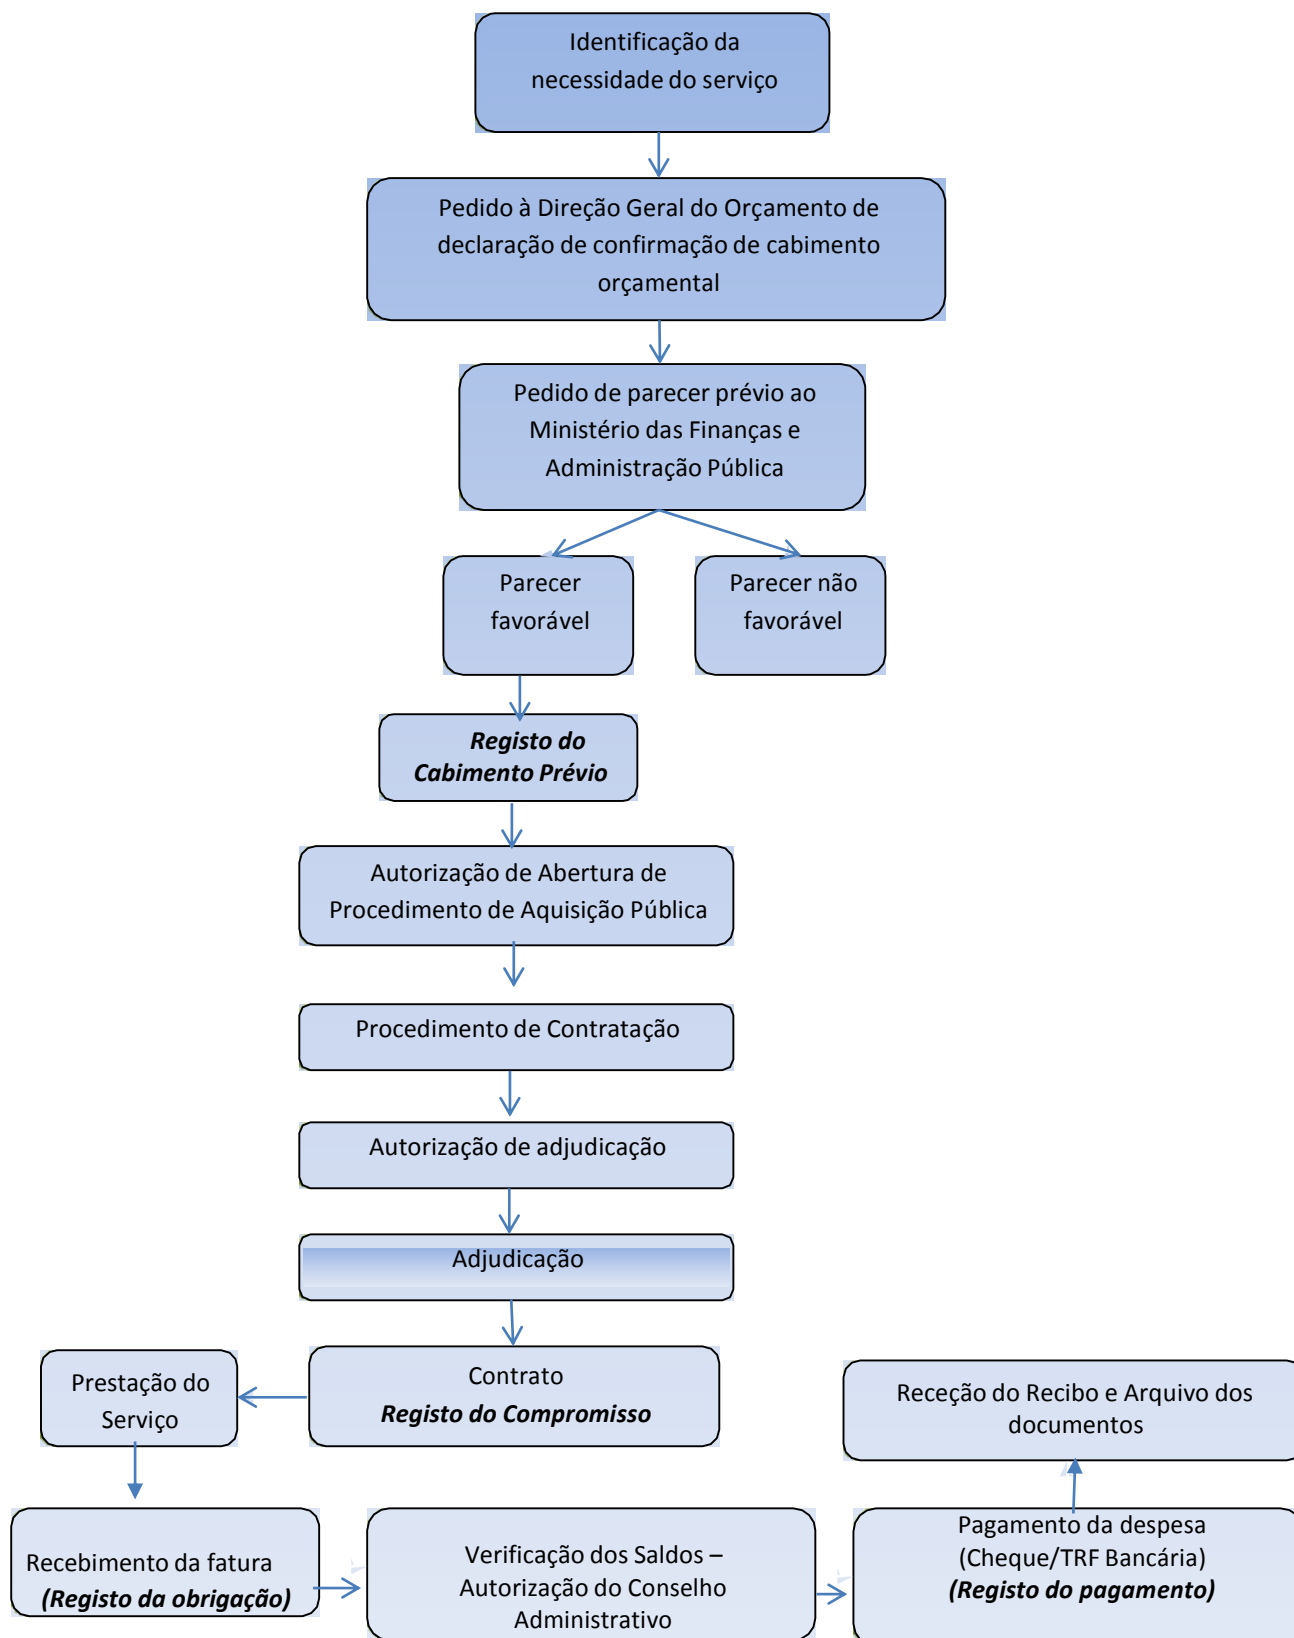 Identificação da
necessidade do serviço
Pedido à Direção Geral do Orçamento de
declaração de confirmação de cabimento
orçamental
Pedido de parecer prévio ao
Ministério das Finanças e
Administração Pública
Parecer
favorável
Parecer não
favorável
Registo do
Cabimento Prévio
Autorização de Abertura de
Procedimento de Aquisição Pública
Procedimento de Contratação
Autorização de adjudicação
Adjudicação
Contrato
Registo do Compromisso
Prestação do
Serviço
Recebimento da fatura
(Registo da obrigação)
Verificação dos Saldos –
Autorização do Conselho
Administrativo
Pagamento da despesa
(Cheque/TRF Bancária)
(Registo do pagamento)
Receção do Recibo e Arquivo dos
documentos